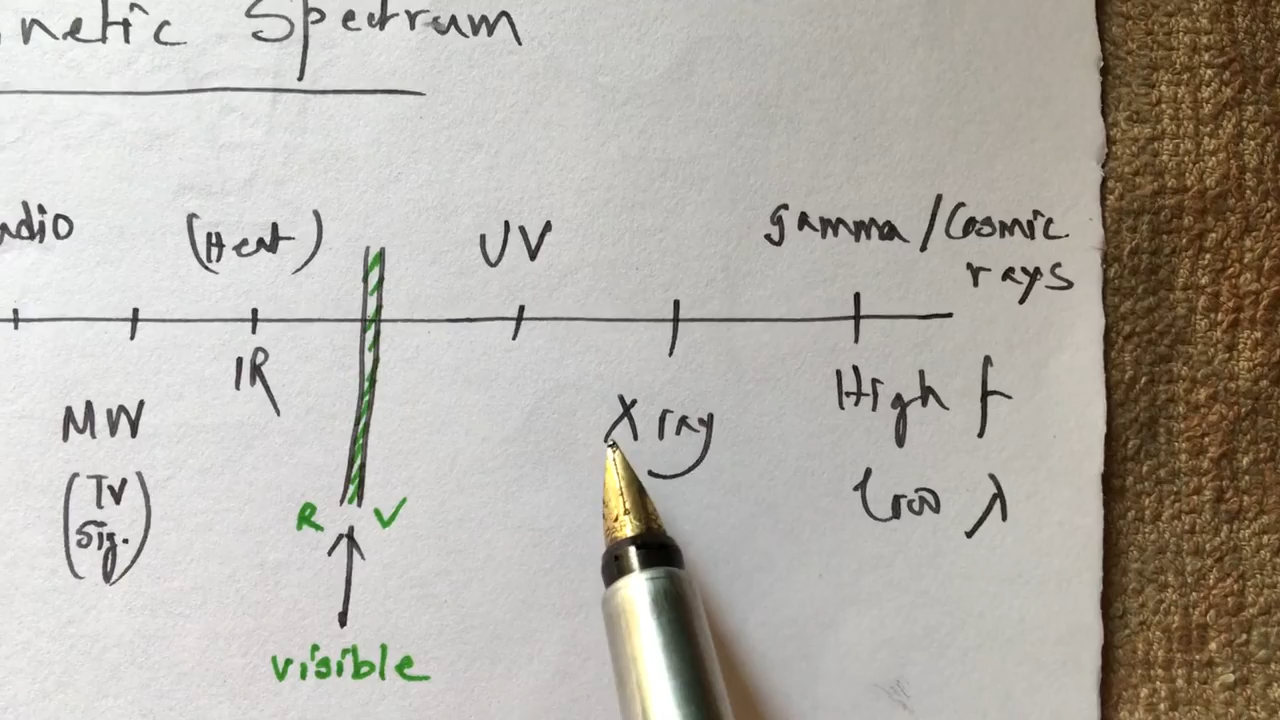 netic Spectrum
adio
(Heat)
UV
gamma/Cosmic
rays
IR
MW
(TV
Sig.)
X ray
High f
low λ
R V
visible